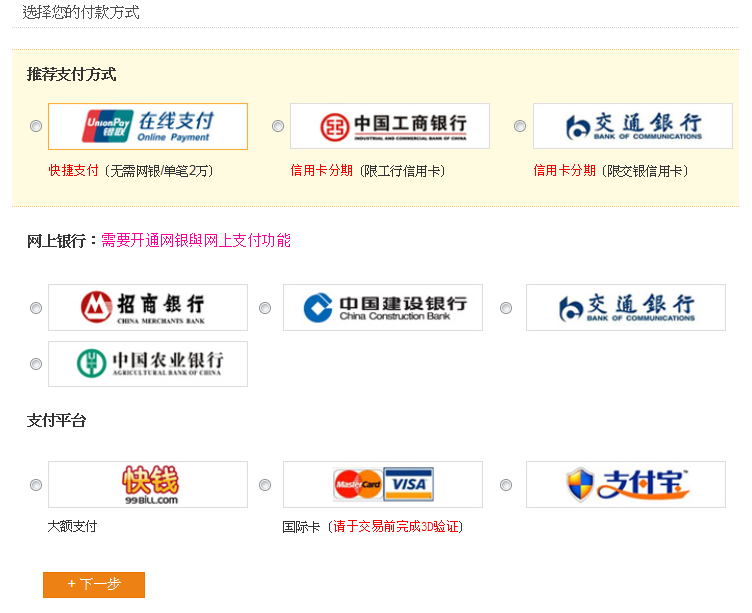 选择您的付款方式
推荐支付方式
UnionPay 银联 在线支付 Online Payment
中国工商银行 INDUSTRIAL AND COMMERCIAL BANK OF CHINA
交通銀行 BANK OF COMMUNICATIONS
快捷支付 (无需网银/单笔2万)
信用卡分期 (限工行信用卡)
信用卡分期 (限交银信用卡)
网上银行：需要开通网银與网上支付功能
招商银行 CHINA MERCHANTS BANK
中国建设银行 China Construction Bank
交通銀行 BANK OF COMMUNICATIONS
中国农业银行 AGRICULTURAL BANK OF CHINA
支付平台
快钱 99BILL.COM
MasterCard VISA
支付宝
大额支付
国际卡 (请于交易前完成3D验证)
+ 下一步